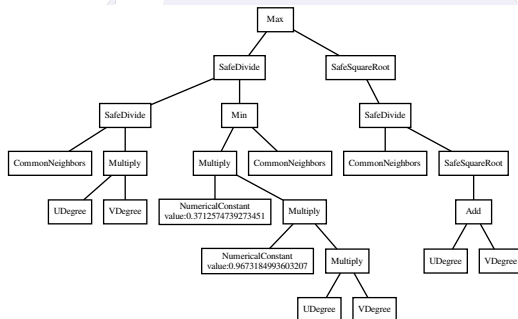 Max
SafeDivide
SafeSquareRoot
SafeDivide
Min
SafeDivide
CommonNeighbors
Multiply
Multiply
CommonNeighbors
CommonNeighbors
SafeSquareRoot
UDegree
VDegree
NumericalConstant
value:0.3712574739273451
Multiply
Add
NumericalConstant
value:0.9673184993603207
Multiply
UDegree
VDegree
UDegree
VDegree